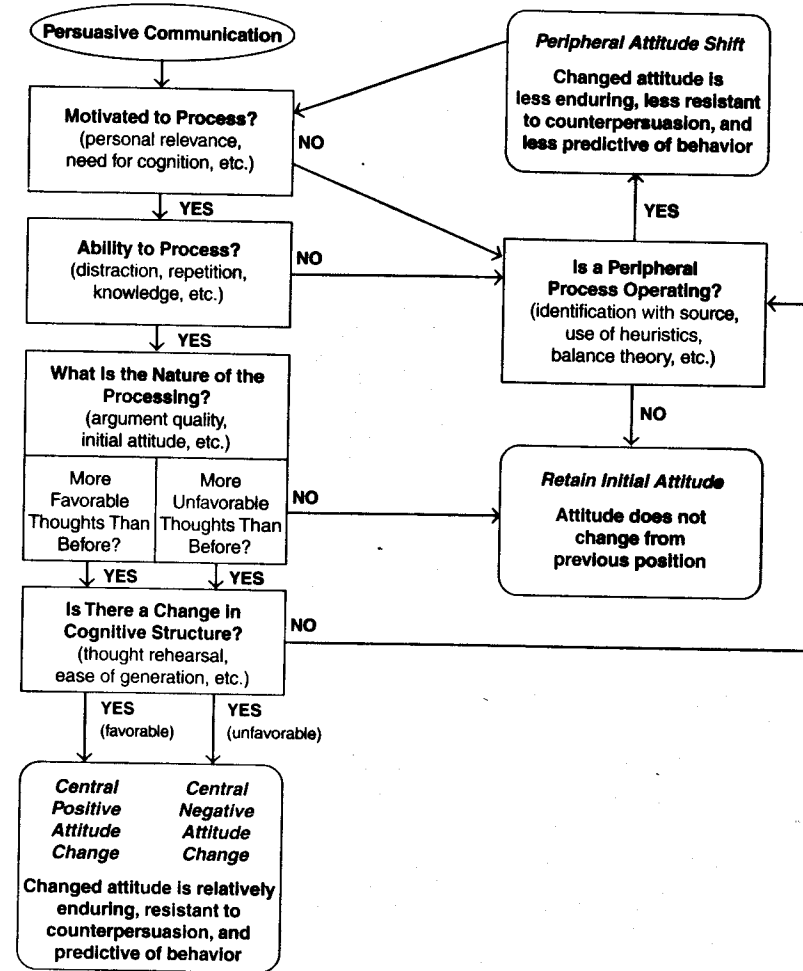 Persuasive Communication
Motivated to Process?
(personal relevance,
need for cognition, etc.)
NO
YES
Ability to Process?
(distraction, repetition,
knowledge, etc.)
NO
YES
What Is the Nature of the
Processing?
(argument quality,
initial attitude, etc.)
More
Favorable
Thoughts Than
Before?
More
Unfavorable
Thoughts Than
Before?
NO
YES
YES
Is There a Change in
Cognitive Structure?
(thought rehearsal,
ease of generation, etc.)
NO
YES
(favorable)
YES
(unfavorable)
Central
Positive
Attitude
Change
Central
Negative
Attitude
Change
Changed attitude is relatively
enduring, resistant to
counterpersuasion, and
predictive of behavior
Peripheral Attitude Shift
Changed attitude is
less enduring, less resistant
to counterpersuasion, and
less predictive of behavior
YES
Is a Peripheral
Process Operating?
(identification with source,
use of heuristics,
balance theory, etc.)
NO
Retain Initial Attitude
Attitude does not
change from
previous position